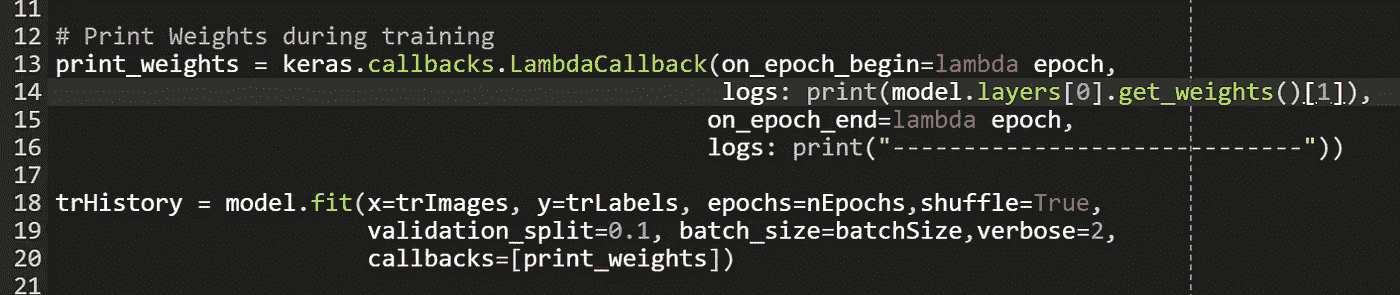 11
12 # Print Weights during training
13 print_weights = keras.callbacks.LambdaCallback(on_epoch_begin=lambda epoch,
14 logs: print(model.layers[0].get_weights()[1]),
15 on_epoch_end=lambda epoch,
16 logs: print("-----------------------------"))
17
18 trHistory = model.fit(x=trImages, y=trLabels, epochs=nEpochs,shuffle=True,
19 validation_split=0.1, batch_size=batchSize,verbose=2,
20 callbacks=[print_weights])
21